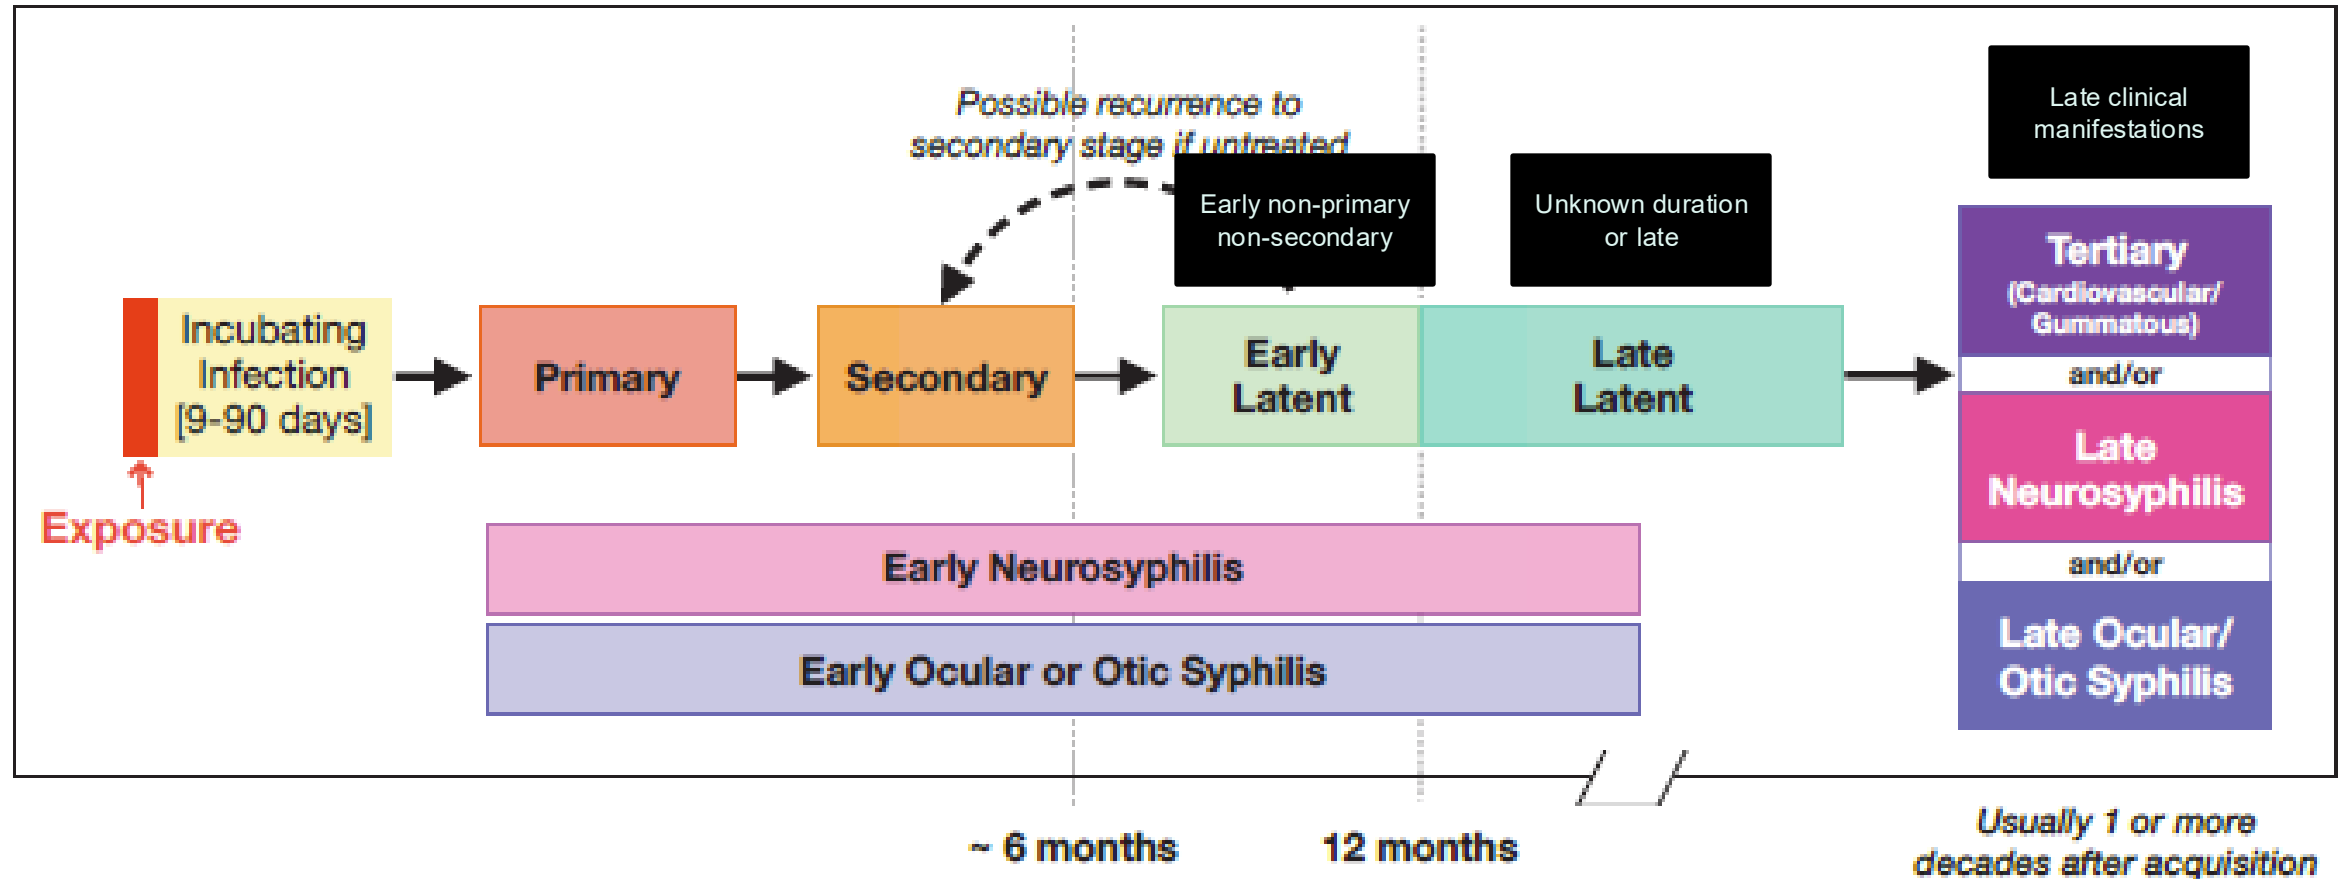 Possible recurrence to
secondary stage if untreated
Late clinical
manifestations
Early non-primary
non-secondary
Unknown duration
or late
Exposure
Incubating
Infection
[9-90 days]
Primary
Secondary
Early
Latent
Late
Latent
Tertiary
(Cardiovascular/
Gummatous)
and/or
Late
Neurosyphilis
and/or
Late Ocular/
Otic Syphilis
Early Neurosyphilis
Early Ocular or Otic Syphilis
~ 6 months
12 months
Usually 1 or more
decades after acquisition